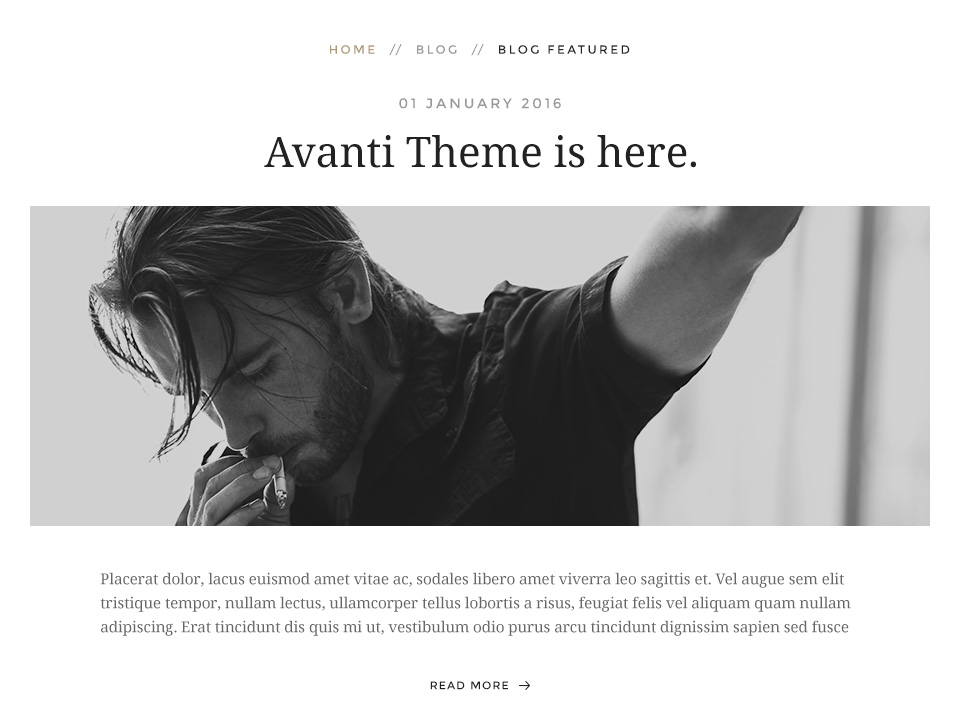 HOME // BLOG // BLOG FEATURED
01 JANUARY 2016
Avanti Theme is here.
Placerat dolor, lacus euismod amet vitae ac, sodales libero amet viverra leo sagittis et. Vel augue sem elit
tristique tempor, nullam lectus, ullamcorper tellus lobortis a risus, feugiat felis vel aliquam quam nullam
adipiscing. Erat tincidunt dis quis mi ut, vestibulum odio purus arcu tincidunt dignissim sapien sed fusce
READ MORE →